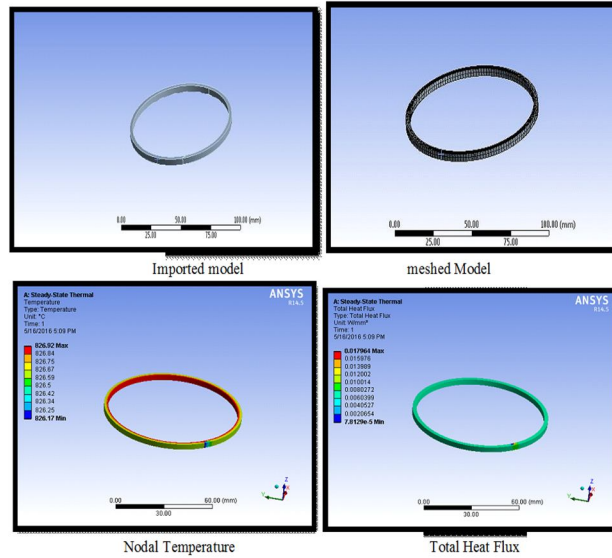 0.00 50.00 100.00 (mm)
25.00 75.00
Imported model
0.00 50.00 100.00 (mm)
25.00 75.00
meshed Model
A: Steady-State Thermal
Temperature
Type: Temperature
Unit: °C
Time: 1
5/16/2016 5:09 PM
826.92 Max
826.84
826.75
826.67
826.59
826.5
826.42
826.34
826.25
826.17 Min
ANSYS
R14.5
0.00 60.00 (mm)
30.00
Z
X
Y
Nodal Temperature
A: Steady-State Thermal
Total Heat Flux
Type: Total Heat Flux
Unit: W/mm²
Time: 1
5/16/2016 5:09 PM
0.017964 Max
0.015976
0.013989
0.012002
0.010014
0.0080272
0.0060399
0.0040527
0.0020654
7.8129e-5 Min
ANSYS
R14.5
0.00 60.00 (mm)
30.00
Z
X
Y
Total Heat Flux